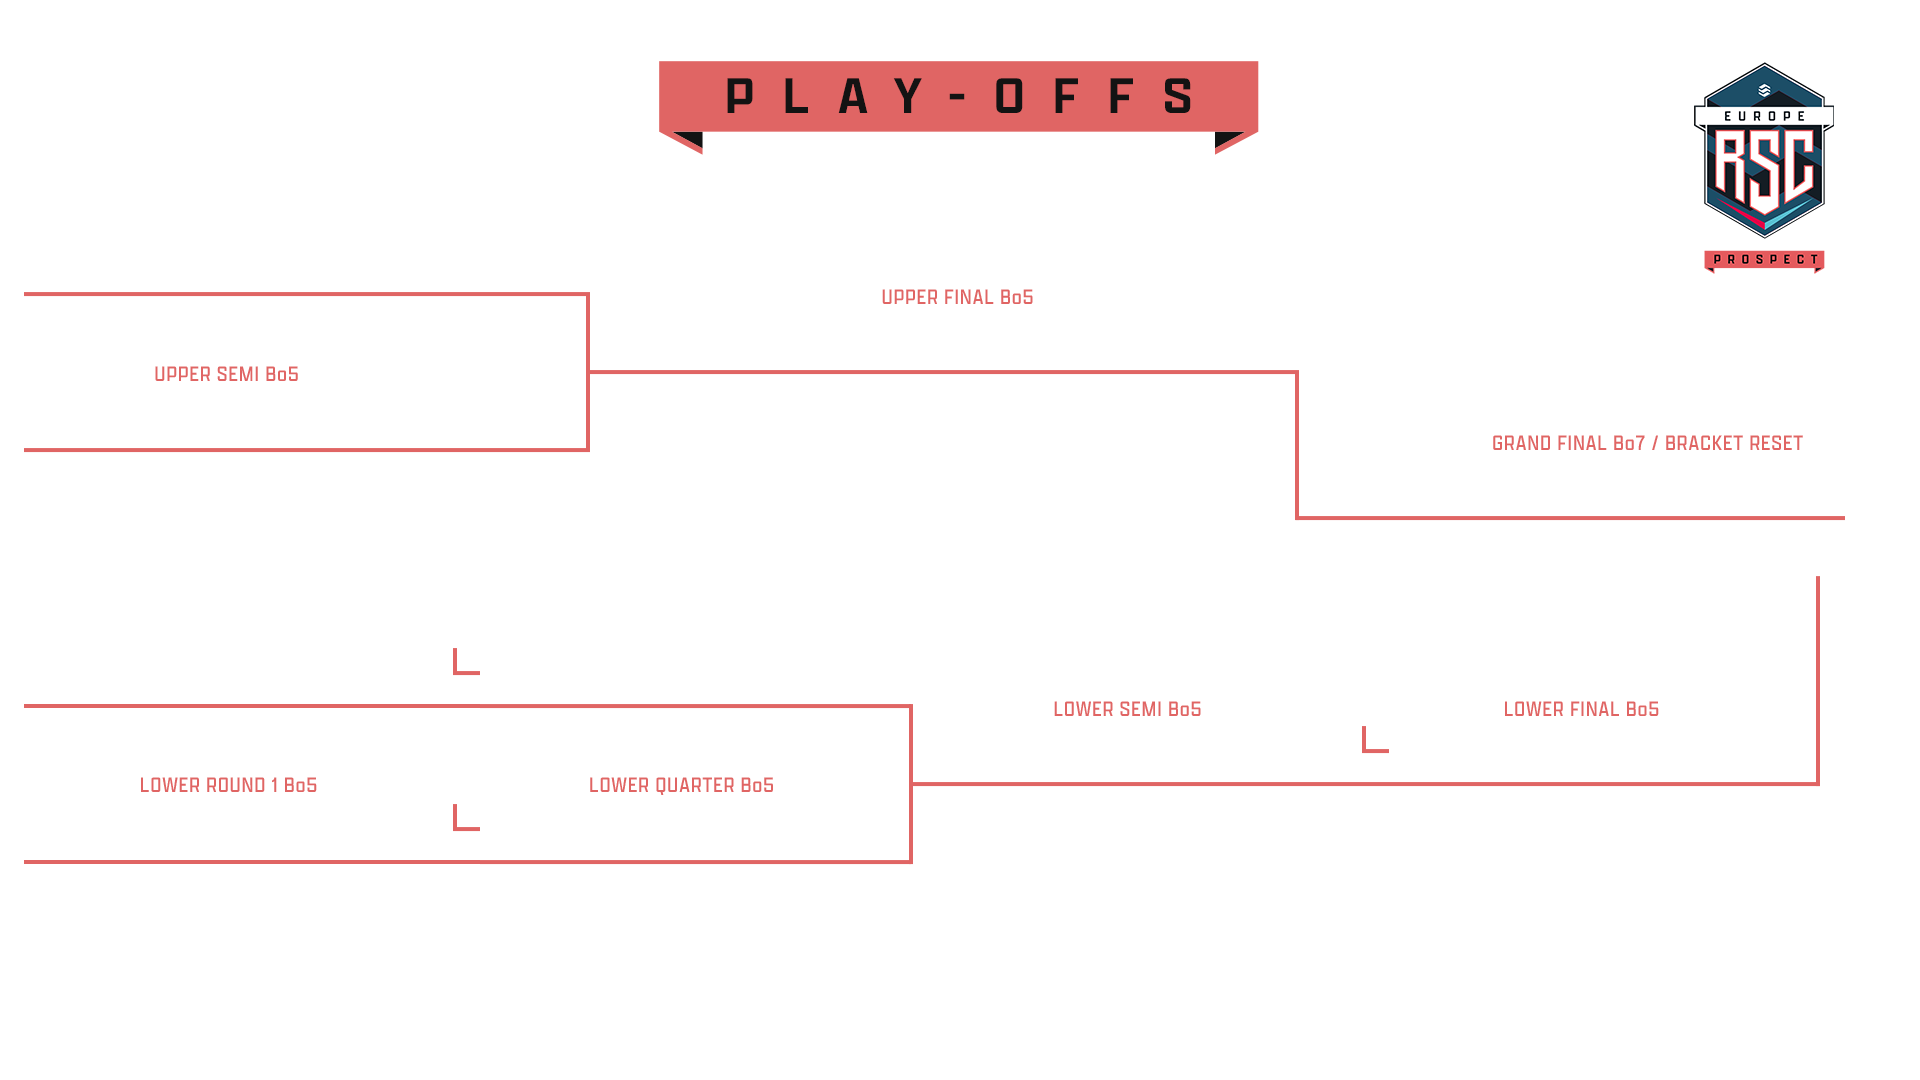 PLAY-OFFS
EUROPE
RSC
PROSPECT
UPPER FINAL Bo5
UPPER SEMI Bo5
GRAND FINAL Bo7 / BRACKET RESET
LOWER SEMI Bo5
LOWER FINAL Bo5
LOWER ROUND 1 Bo5
LOWER QUARTER Bo5